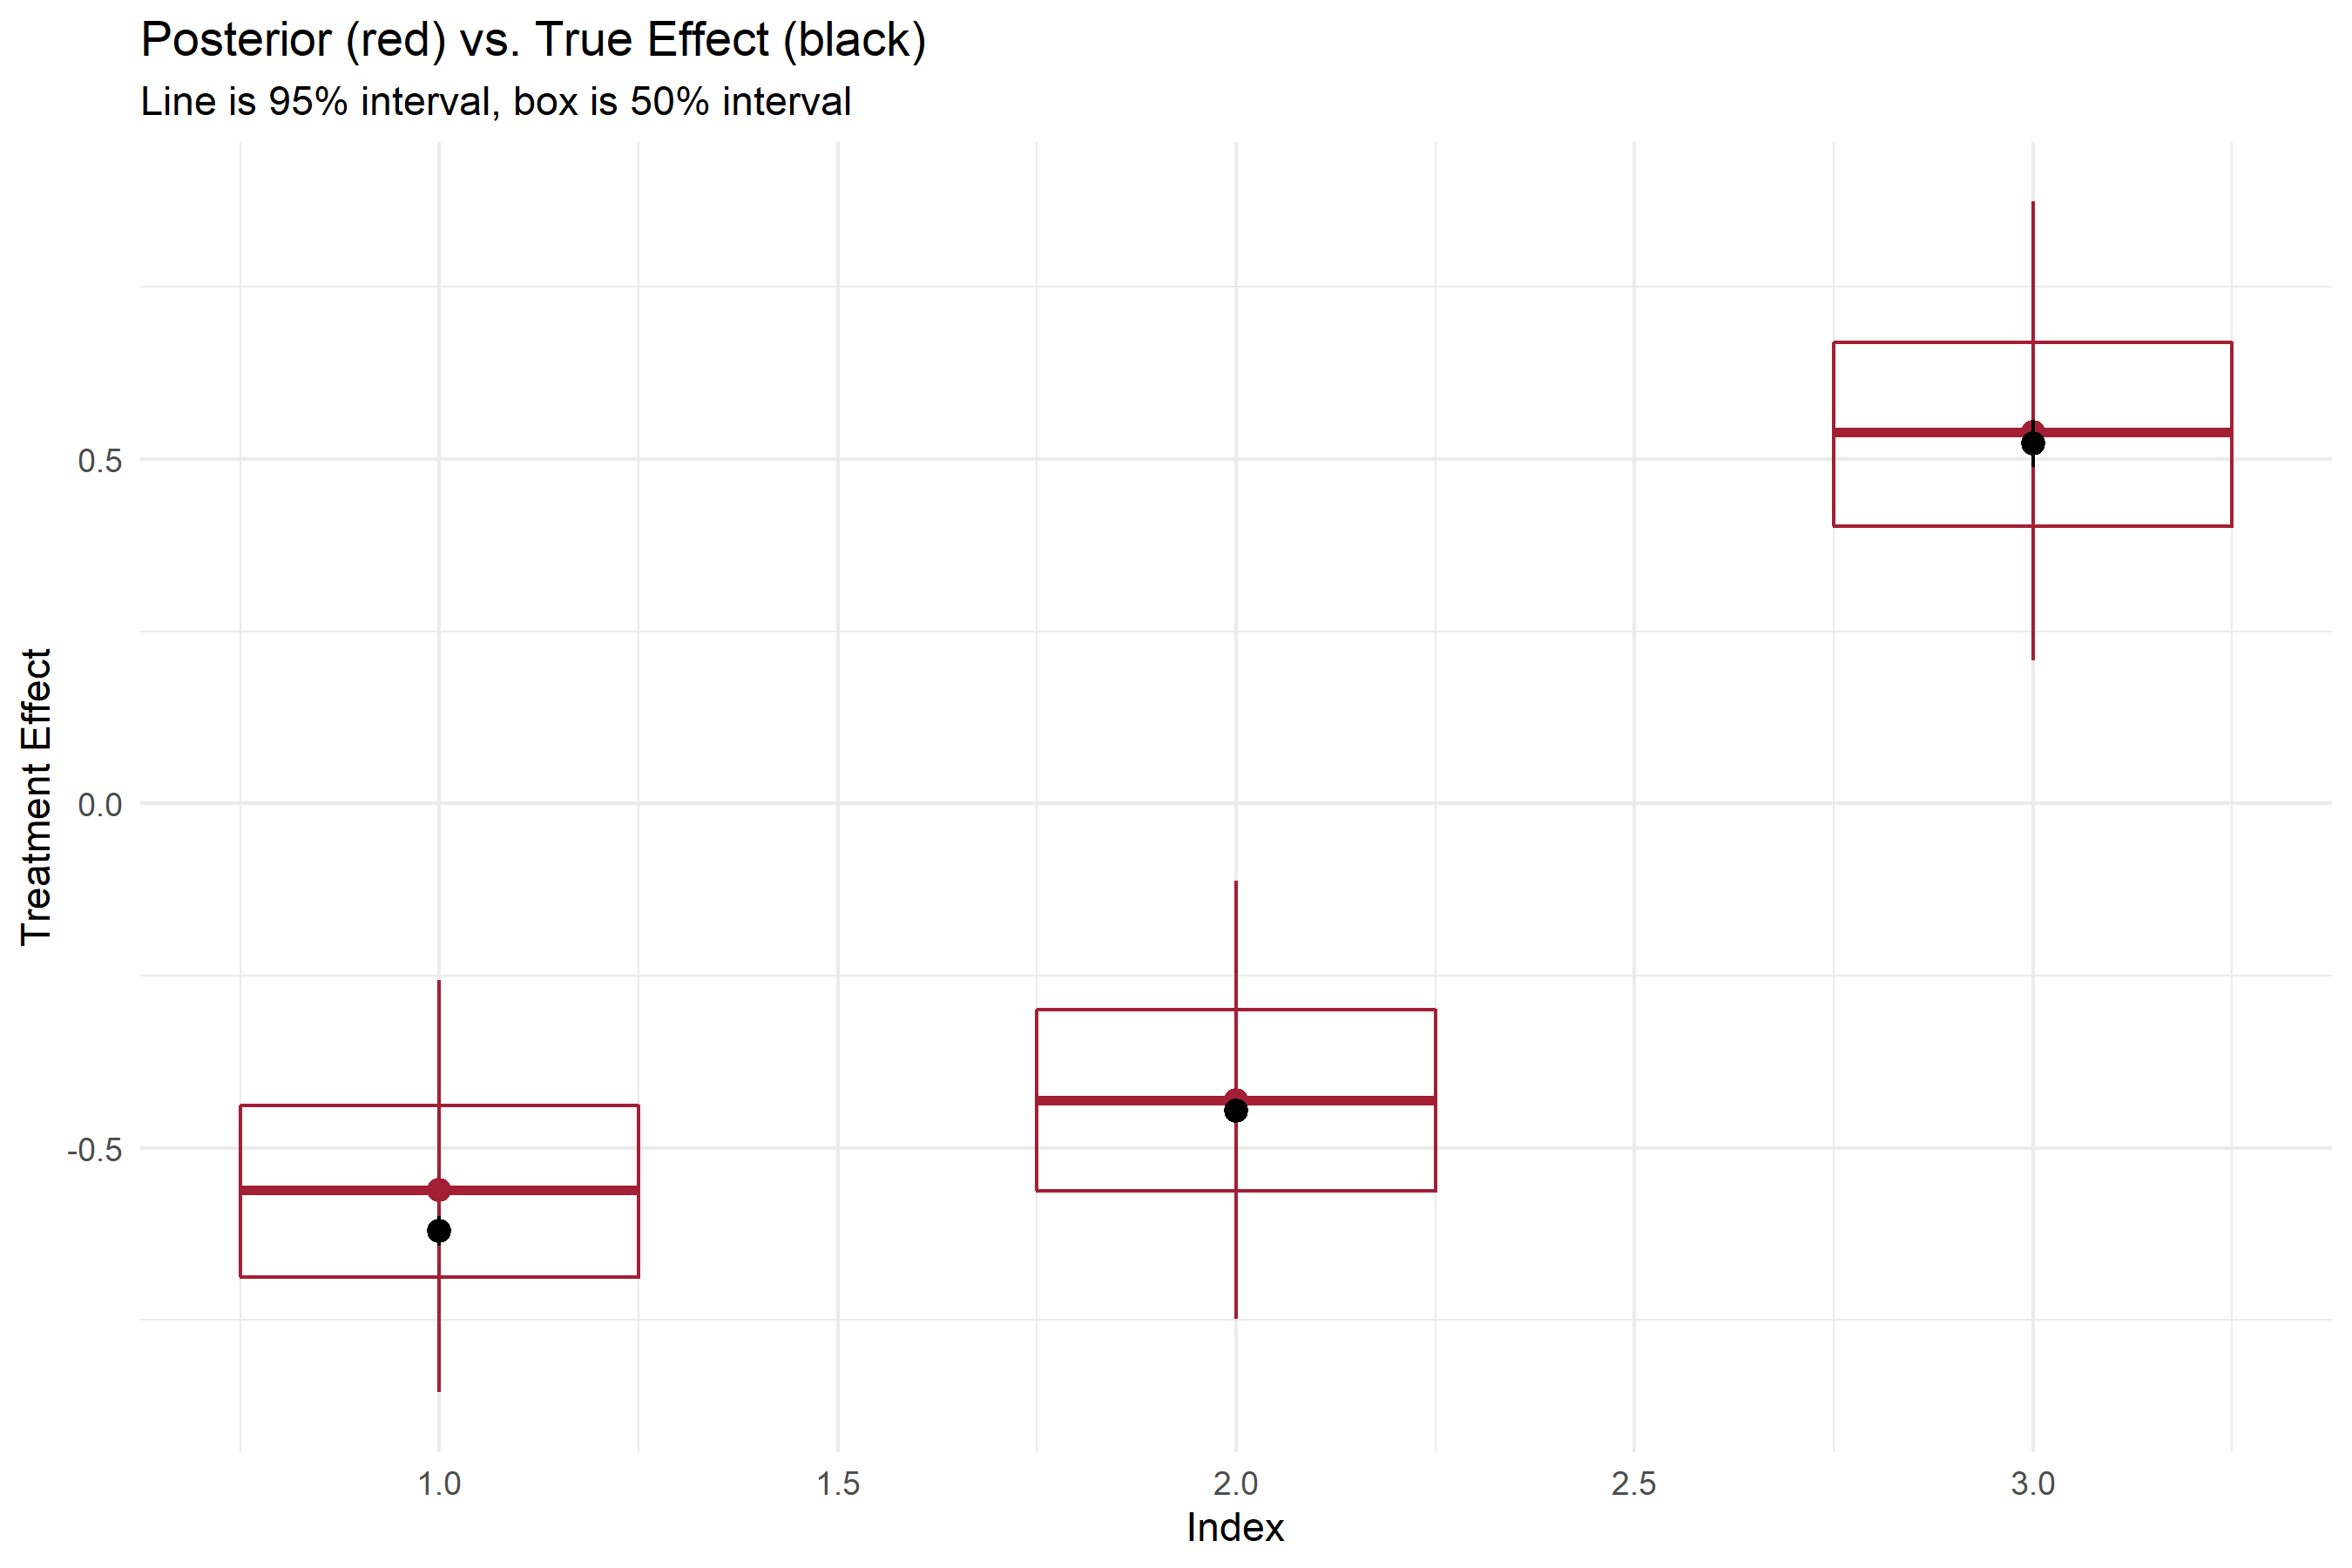 Posterior (red) vs. True Effect (black)
Line is 95% interval, box is 50% interval
Treatment Effect
0.5
0.0
-0.5
1.0
1.5
2.0
2.5
3.0
Index